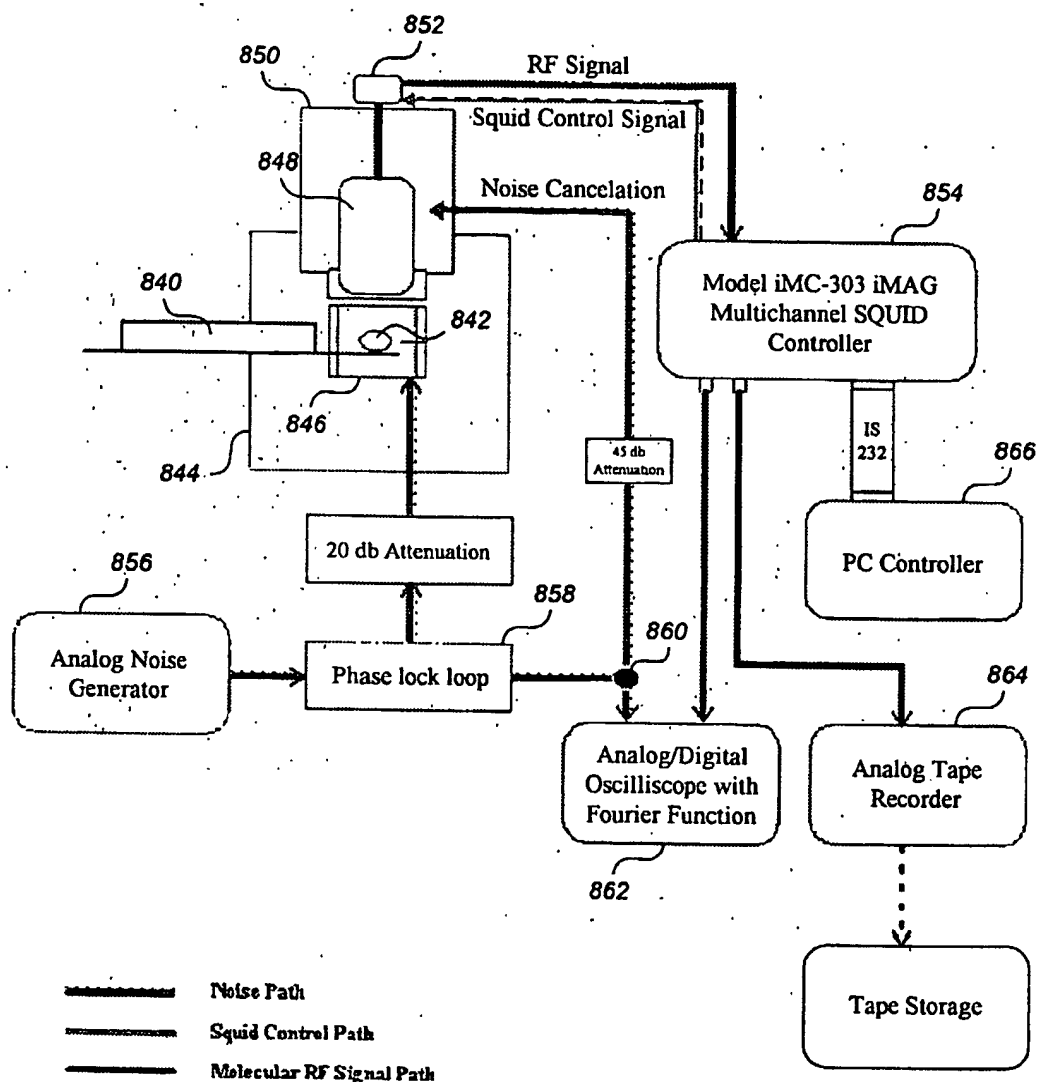 852
850
RF Signal
Squid Control Signal
848
Noise Cancelation
854
Model iMC-303 iMAG
Multichannel SQUID
Controller
840
842
846
844
45 db
Attenuation
IS
232
866
PC Controller
20 db Attenuation
856
858
860
Analog Noise
Generator
Phase lock loop
864
Analog/Digital
Oscilliscope with
Fourier Function
Analog Tape
Recorder
862
Tape Storage
Noise Path
Squid Control Path
Molecular RF Signal Path